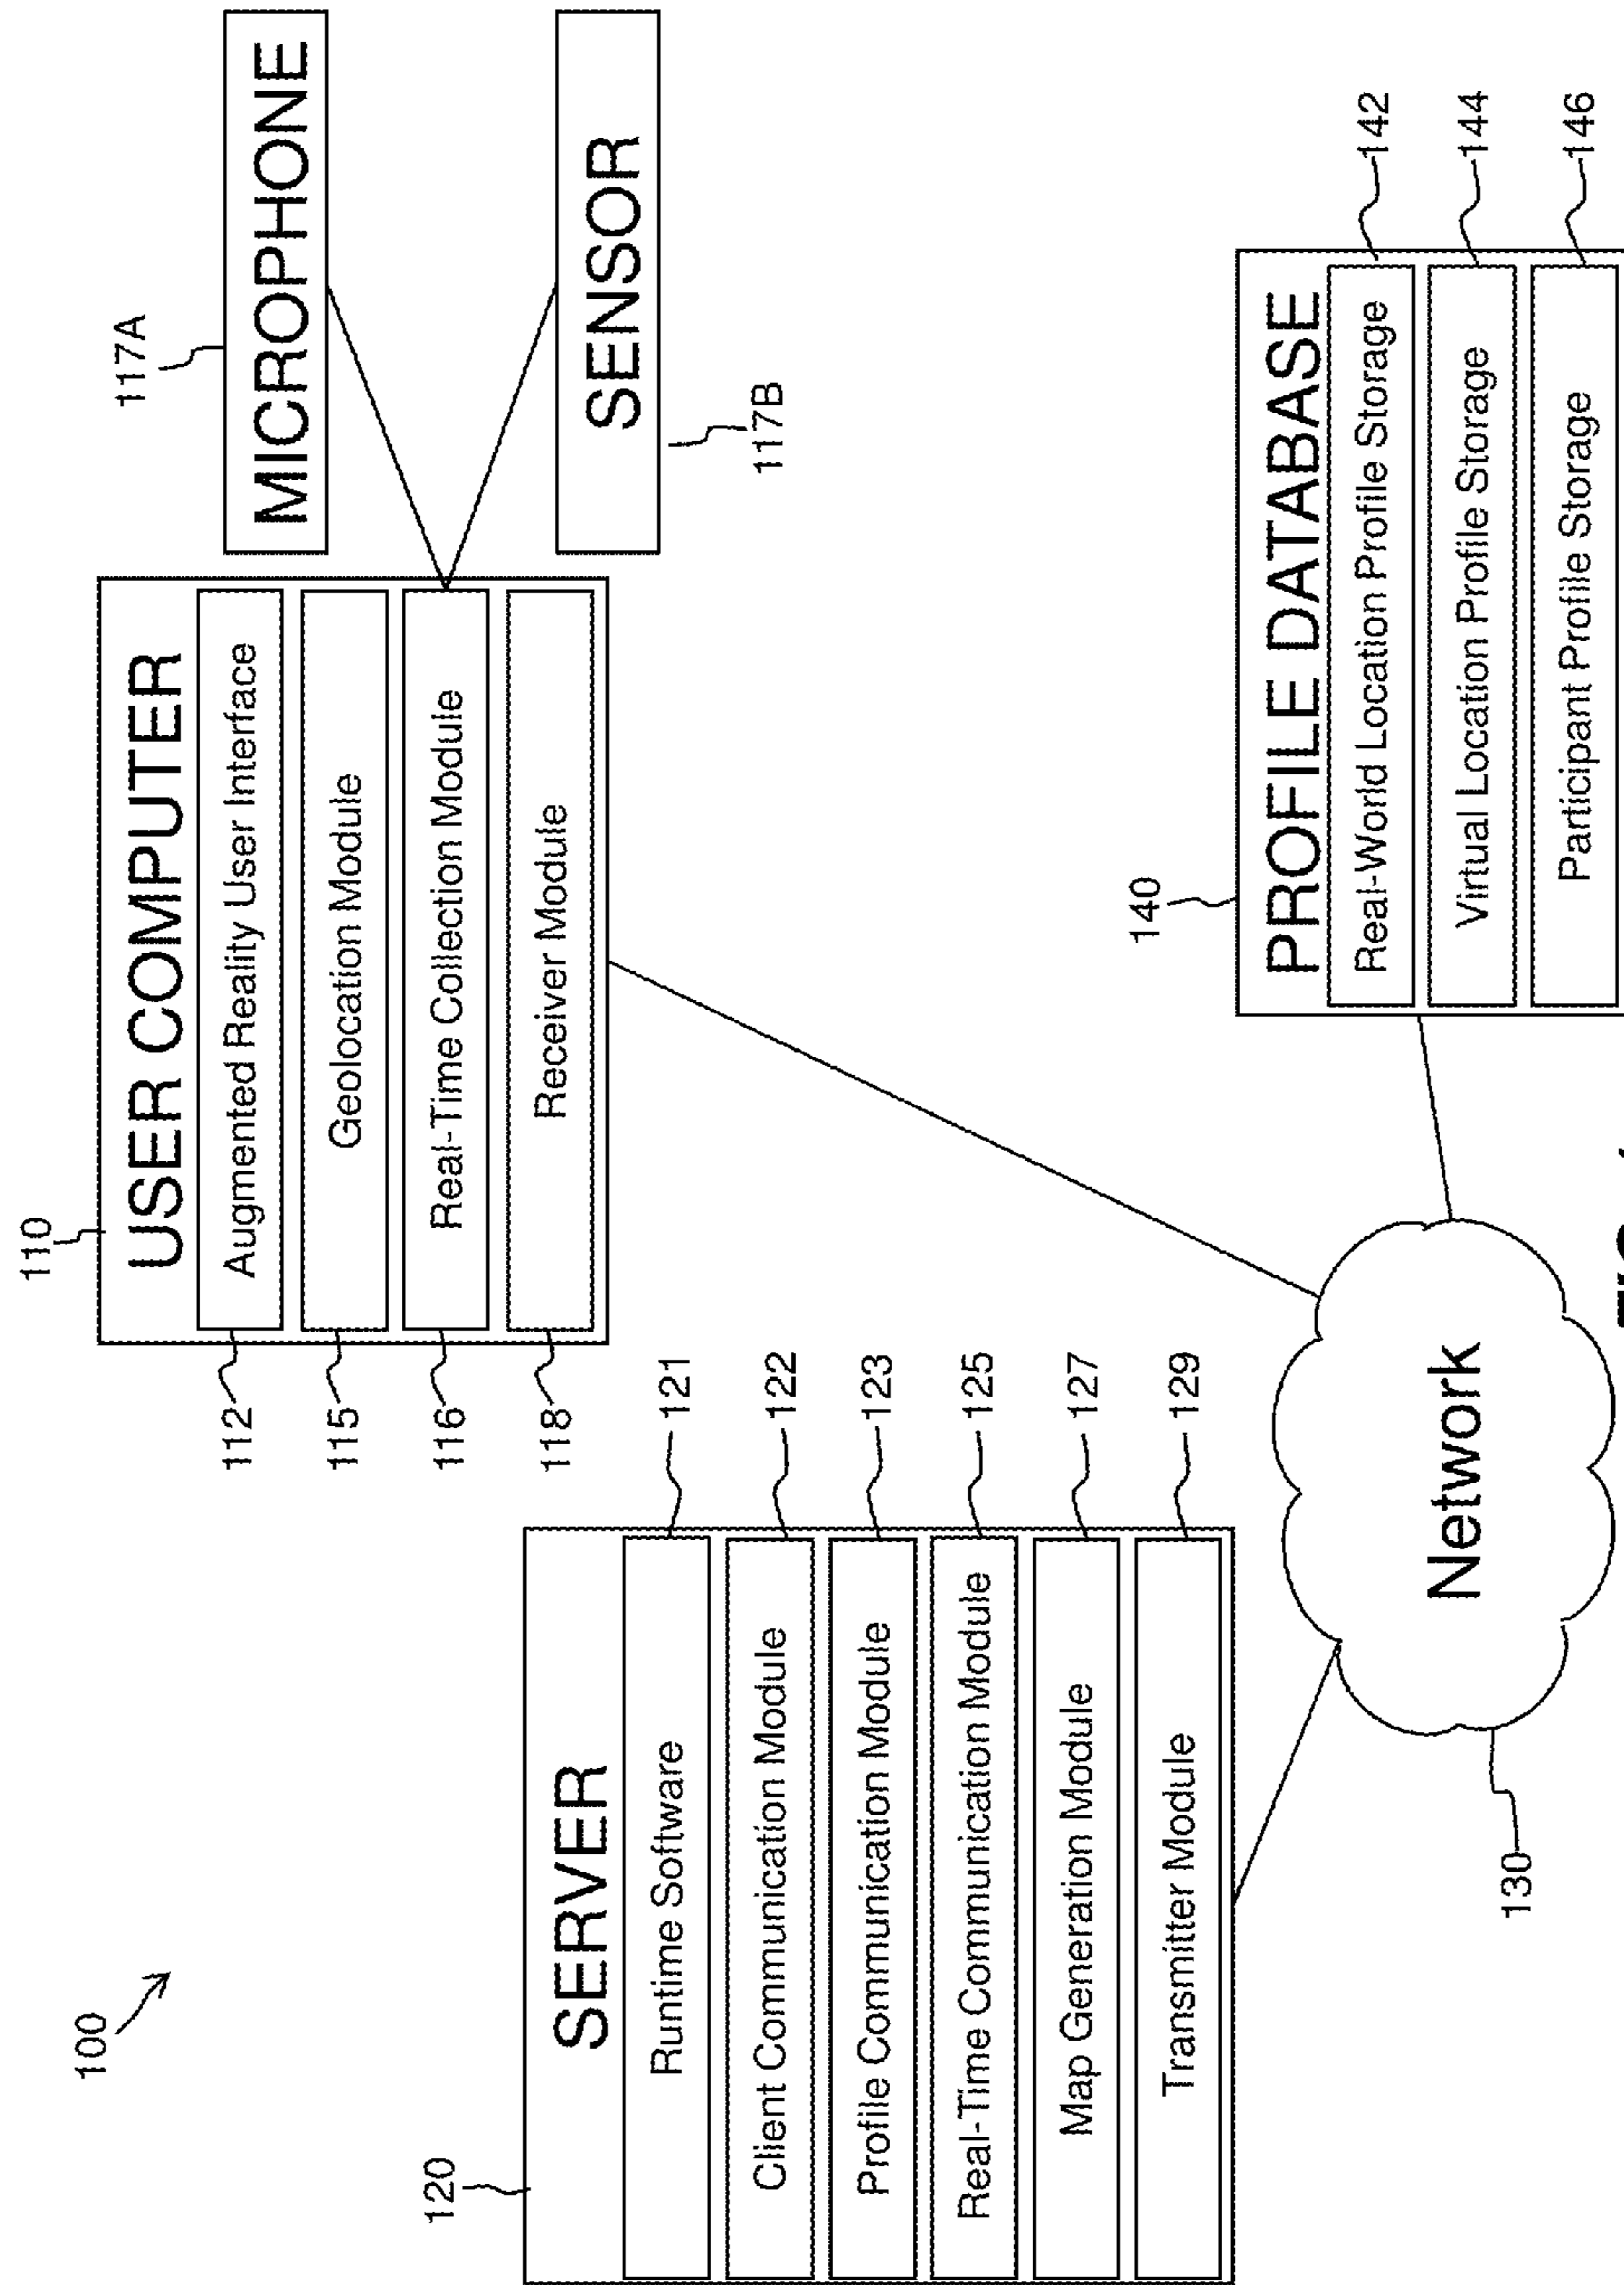 100
110
USER COMPUTER
112
Augmented Reality User Interface
115
Geolocation Module
116
Real-Time Collection Module
118
Receiver Module
117A
MICROPHONE
SENSOR
117B
120
SERVER
Runtime Software
121
Client Communication Module
122
Profile Communication Module
123
Real-Time Communication Module
125
Map Generation Module
127
Transmitter Module
129
Network
130
140
PROFILE DATABASE
Real-World Location Profile Storage
142
Virtual Location Profile Storage
144
Participant Profile Storage
146